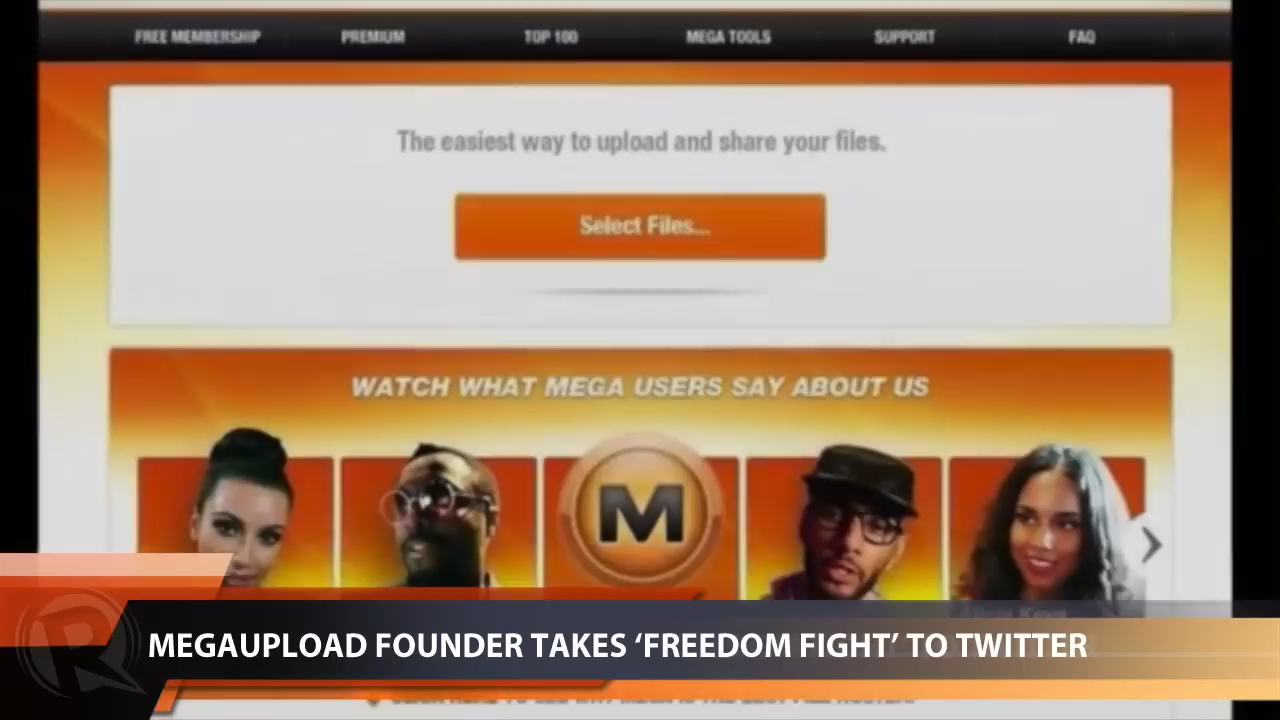 FREE MEMBERSHIP PREMIUM TOP 100 MEGA TOOLS SUPPORT FAQ
The easiest way to upload and share your files.
Select Files...
WATCH WHAT MEGA USERS SAY ABOUT US
M
R
MEGAUPLOAD FOUNDER TAKES ‘FREEDOM FIGHT’ TO TWITTER